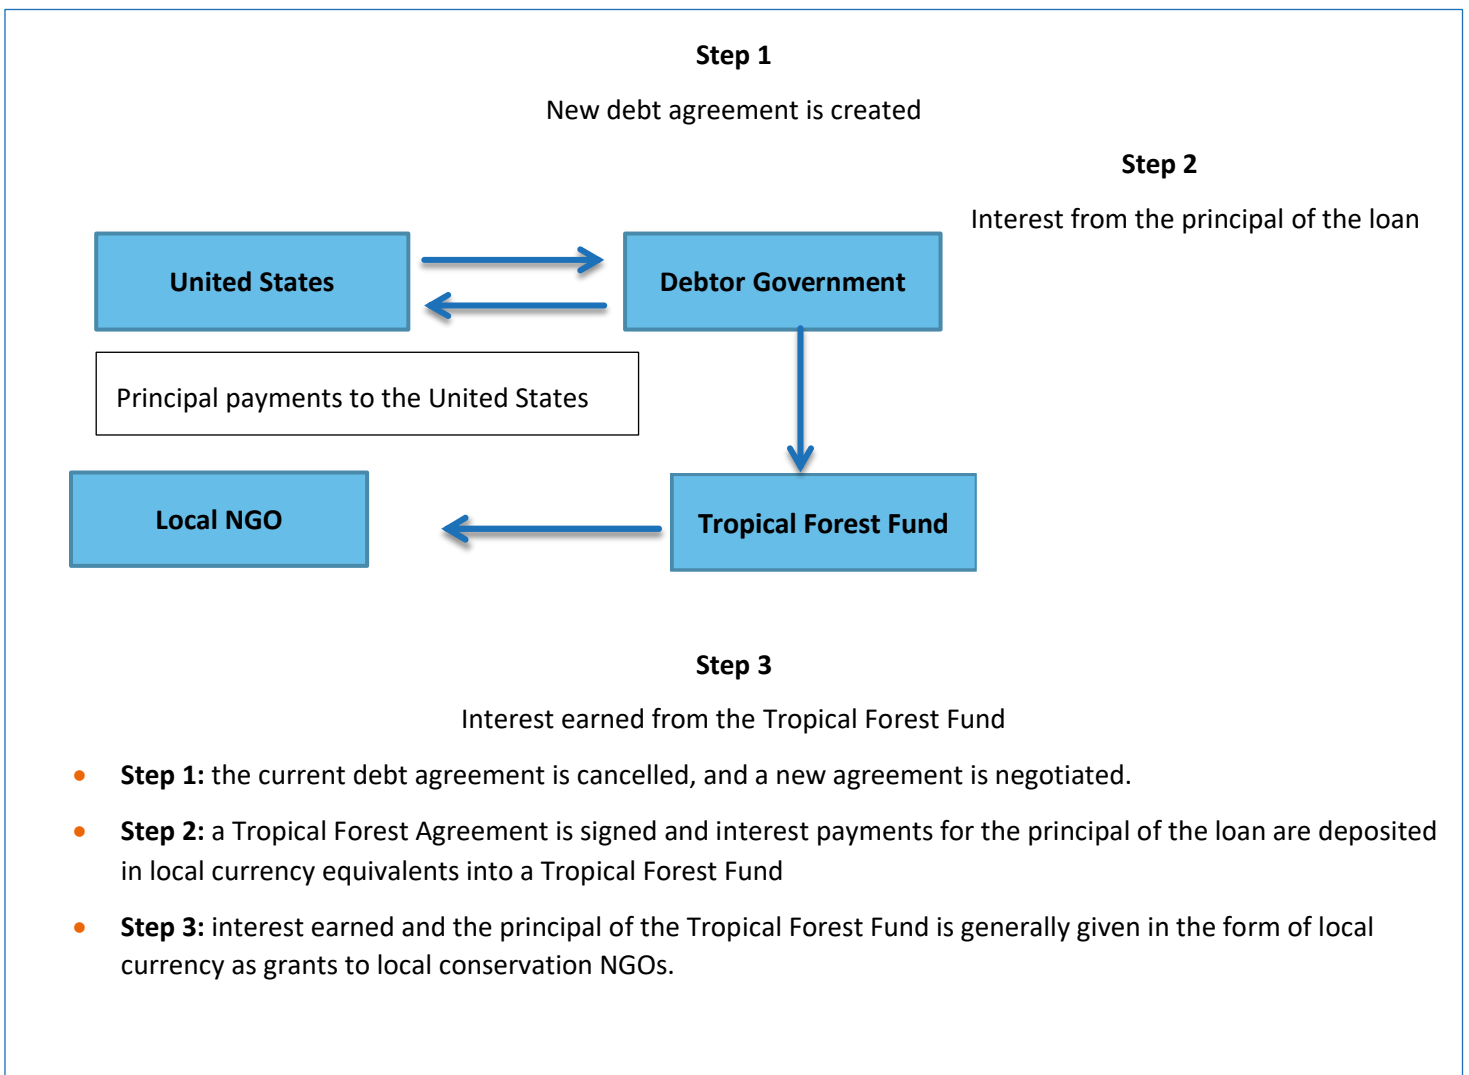 Step 1
New debt agreement is created
Step 2
Interest from the principal of the loan
United States
Debtor Government
Principal payments to the United States
Local NGO
Tropical Forest Fund
Step 3
Interest earned from the Tropical Forest Fund
• Step 1: the current debt agreement is cancelled, and a new agreement is negotiated.
• Step 2: a Tropical Forest Agreement is signed and interest payments for the principal of the loan are deposited
in local currency equivalents into a Tropical Forest Fund
• Step 3: interest earned and the principal of the Tropical Forest Fund is generally given in the form of local
currency as grants to local conservation NGOs.